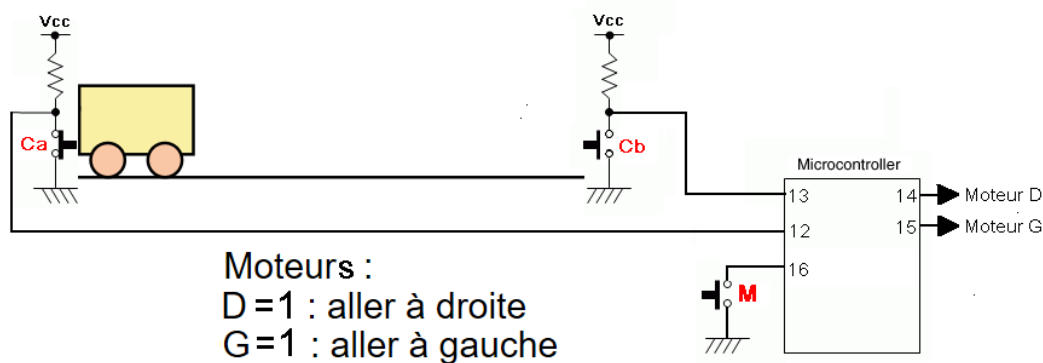 Vcc
Vcc
Ca
Cb
Microcontroller
13
14
Moteur D
12
15
Moteur G
16
M
Moteurs :
D=1 : aller à droite
G=1 : aller à gauche